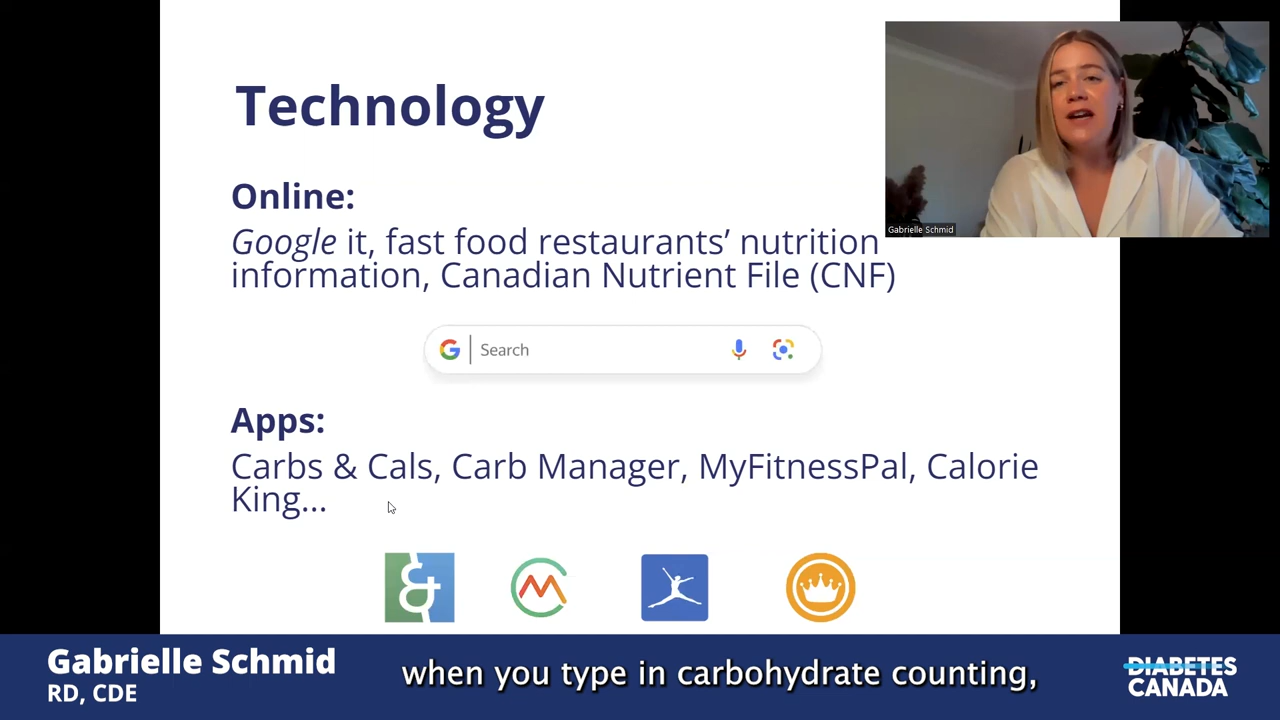 Technology
Online:
Google it, fast food restaurants’ nutrition
information, Canadian Nutrient File (CNF)
G Search
Apps:
Carbs & Cals, Carb Manager, MyFitnessPal, Calorie
King...
&
Gabrielle Schmid
Gabrielle Schmid
RD, CDE
when you type in carbohydrate counting,
DIABETES
CANADA